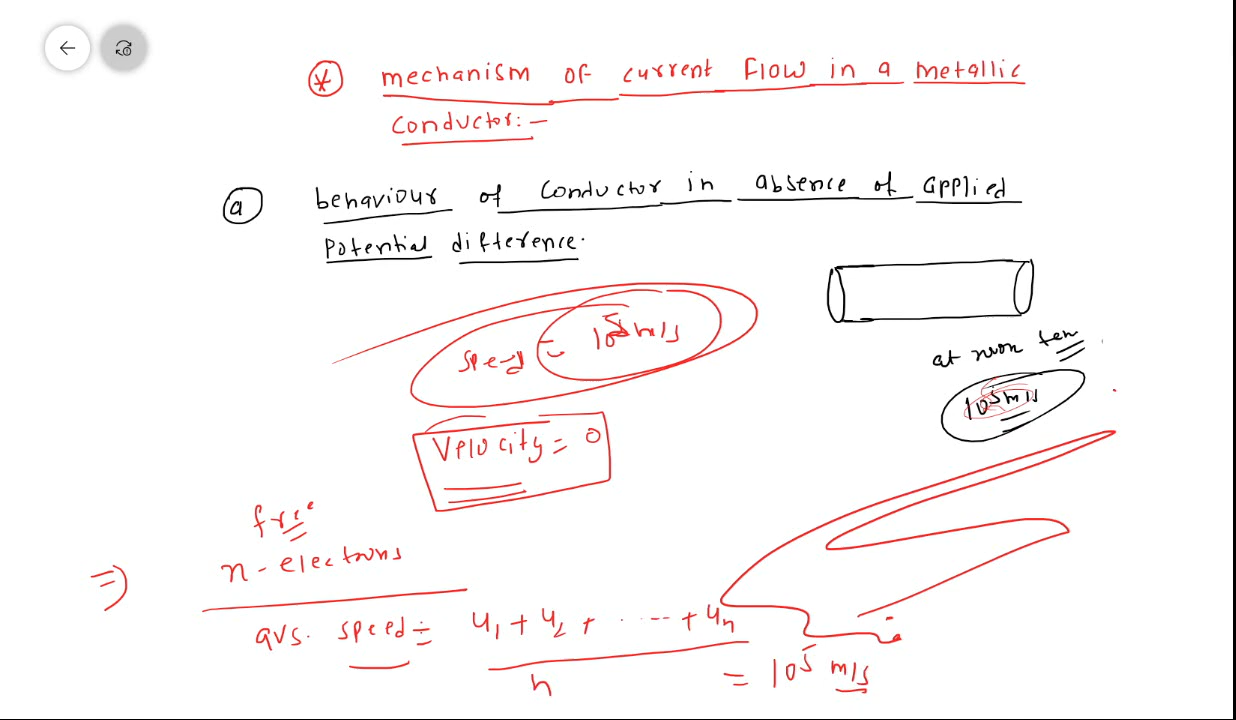 * mechanism of current flow in a metallic
conductor:-
(a) behaviour of conductor in absence of applied
potential difference.
speed = 10⁵ m/s
at room tem
10⁵ m/s
Velocity = 0
free
n-electrons
avg. speed = u₁ + u₂ + ..... + uₙ
n
= 10⁵ m/s